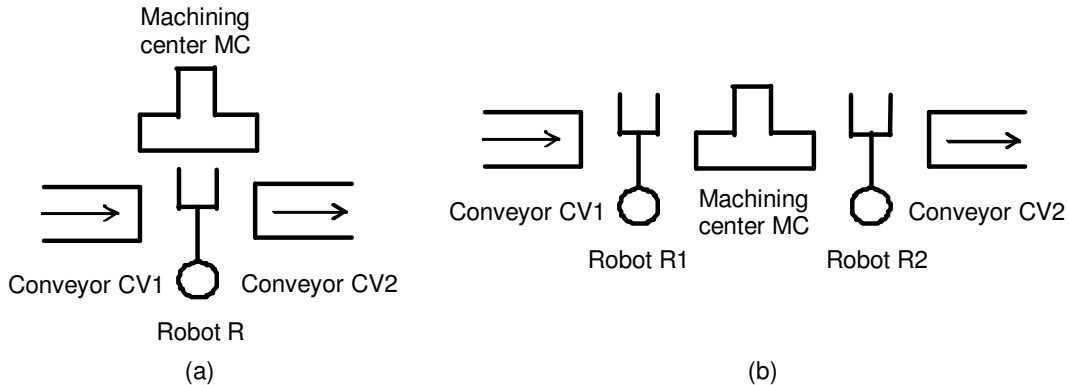 Machining
center MC
Conveyor CV1
Conveyor CV2
Robot R
(a)
Conveyor CV1
Machining
center MC
Conveyor CV2
Robot R1
Robot R2
(b)